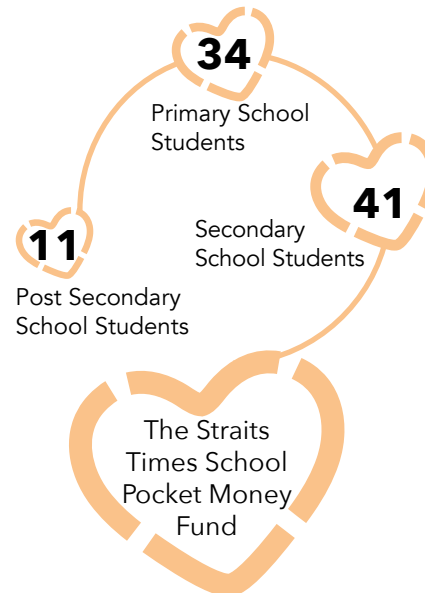 34
Primary School
Students
41
Secondary
School Students
11
Post Secondary
School Students
The Straits
Times School
Pocket Money
Fund